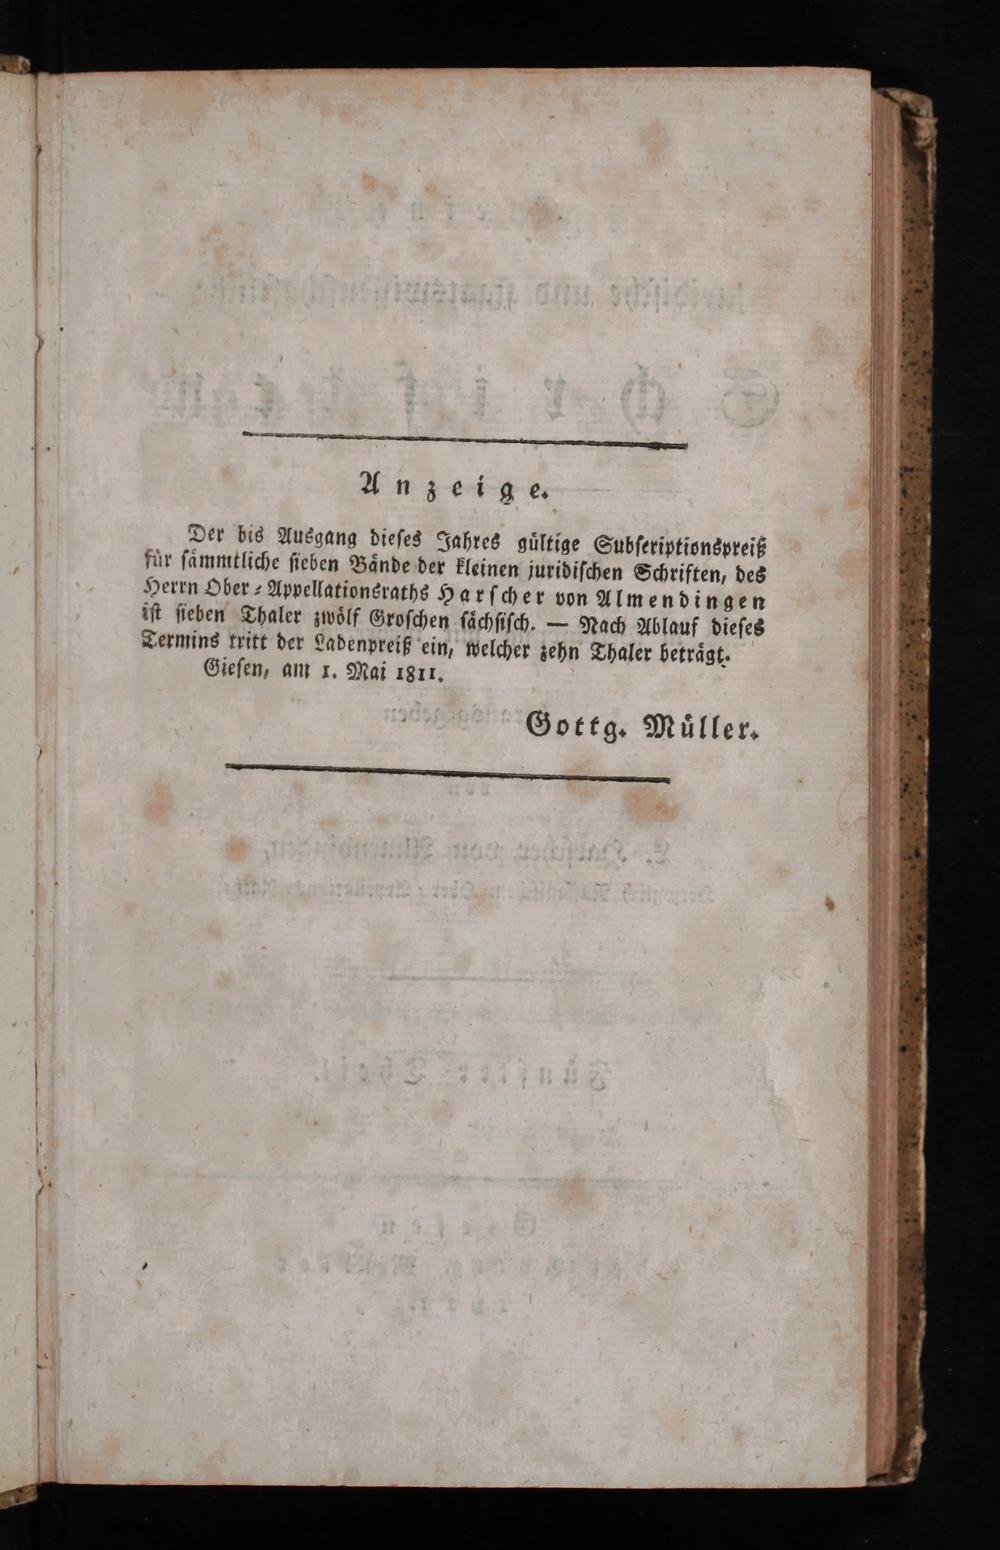 Anzeige.
Der bis Ausgang dieſes Jahres gültige Subſcriptionspreiß
für ſämmtliche ſieben Bände der kleinen juridiſchen Schriften, des
Herrn Ober-Appellationsraths Harſcher von Almendingen
iſt ſieben Thaler zwölf Groſchen ſächſiſch. — Nach Ablauf dieſes
Termins tritt der Ladenpreiß ein, welcher zehn Thaler beträgt.
Gieſen, am 1. Mai 1811.
Gottg. Müller.